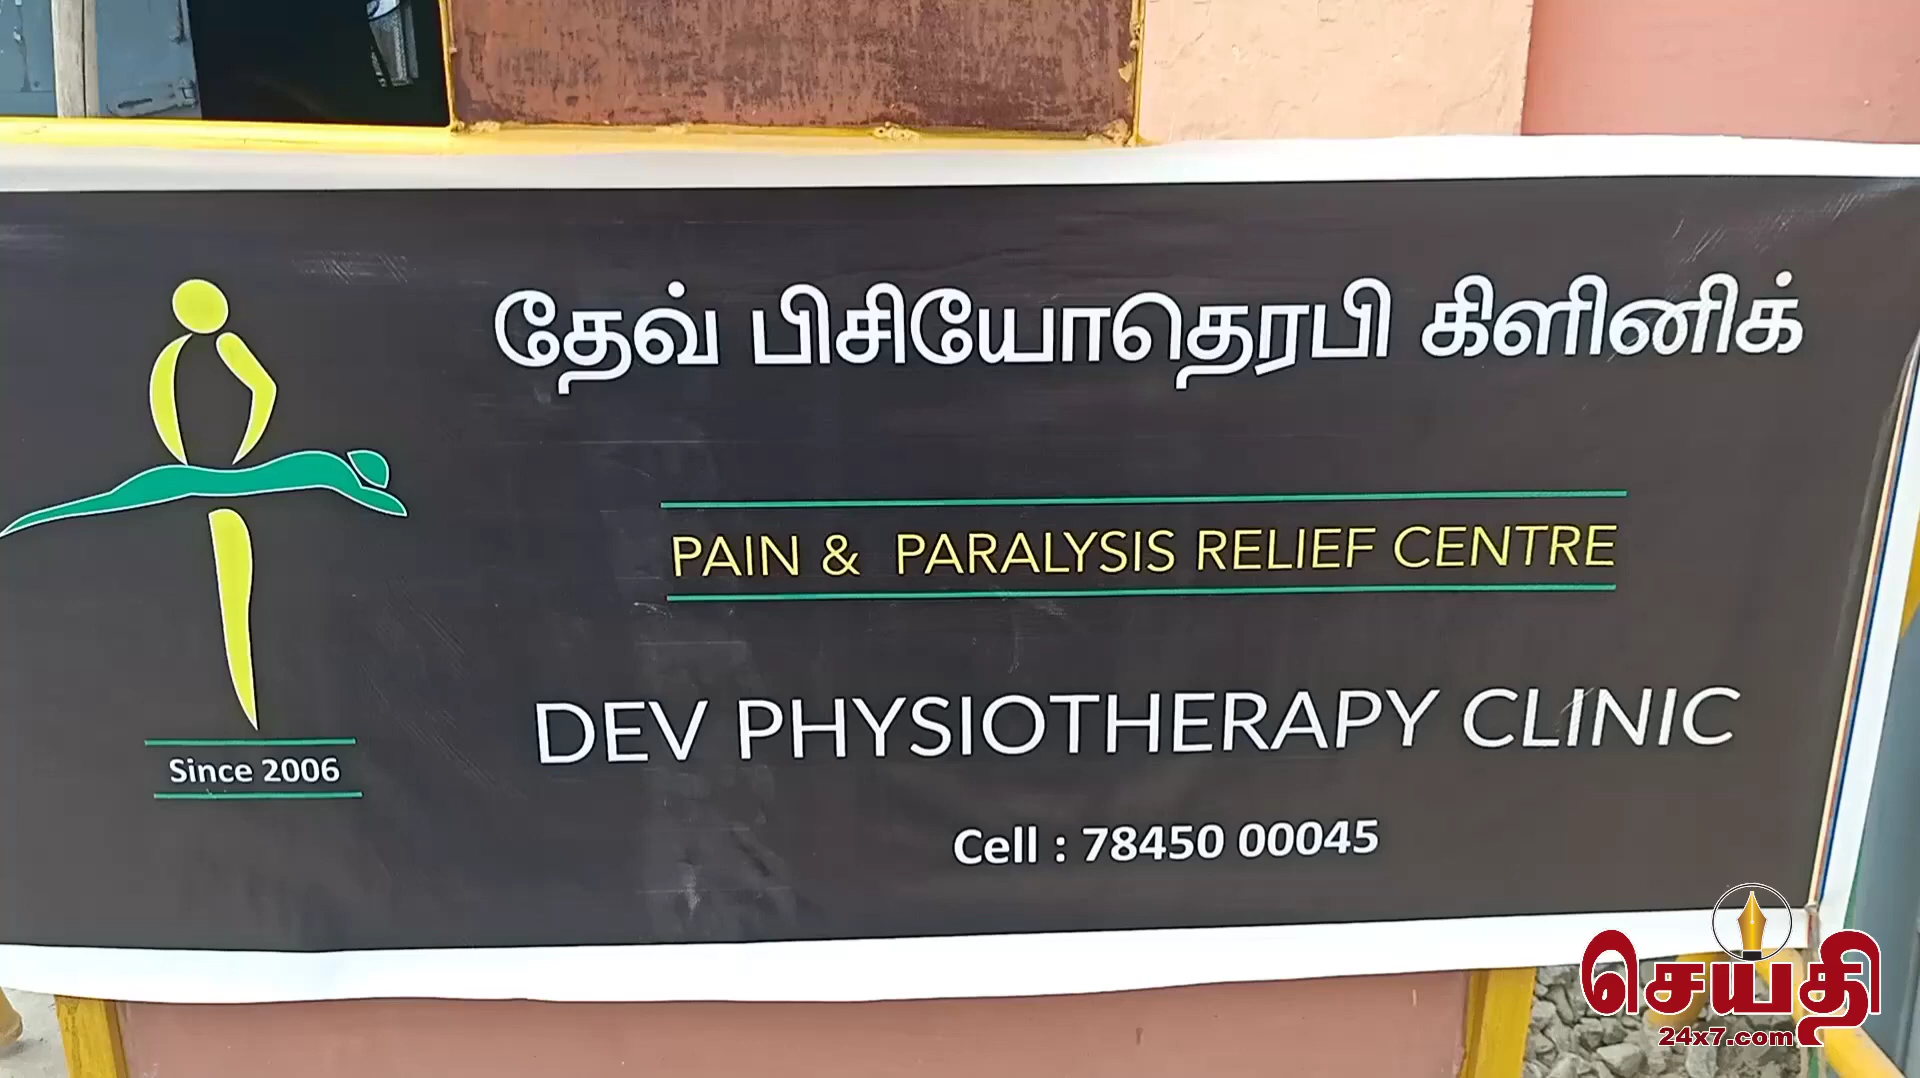 தேவ் பிசியோதெரபி கிளினிக்
PAIN & PARALYSIS RELIEF CENTRE
DEV PHYSIOTHERAPY CLINIC
Since 2006
Cell : 78450 00045
செய்தி
24x7.com